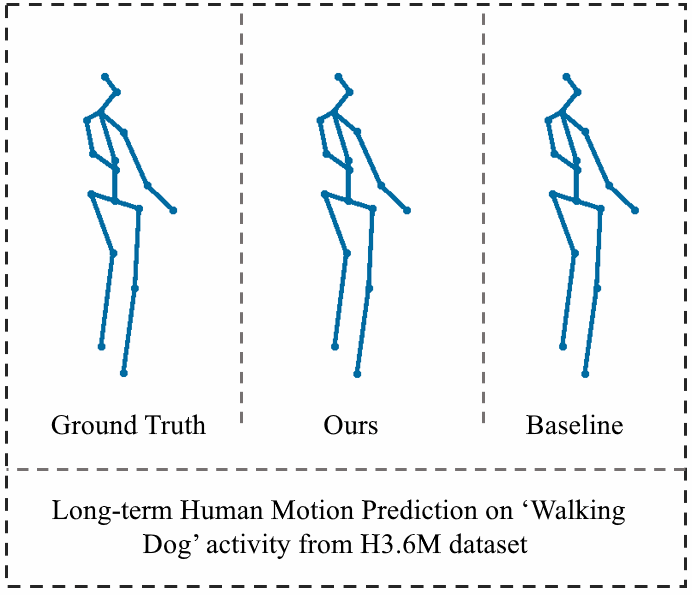 Ground Truth
Ours
Baseline
Long-term Human Motion Prediction on ‘Walking
Dog’ activity from H3.6M dataset